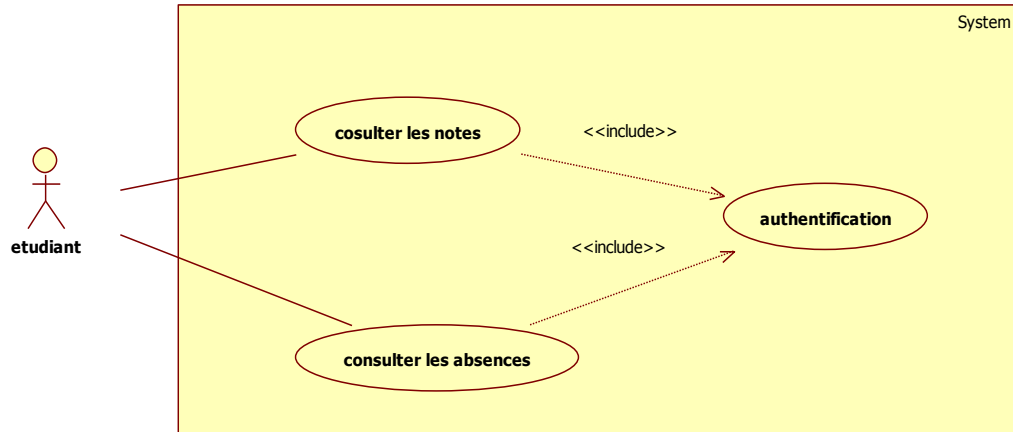 System
cosulter les notes
<<include>>
etudiant
authentification
<<include>>
consulter les absences